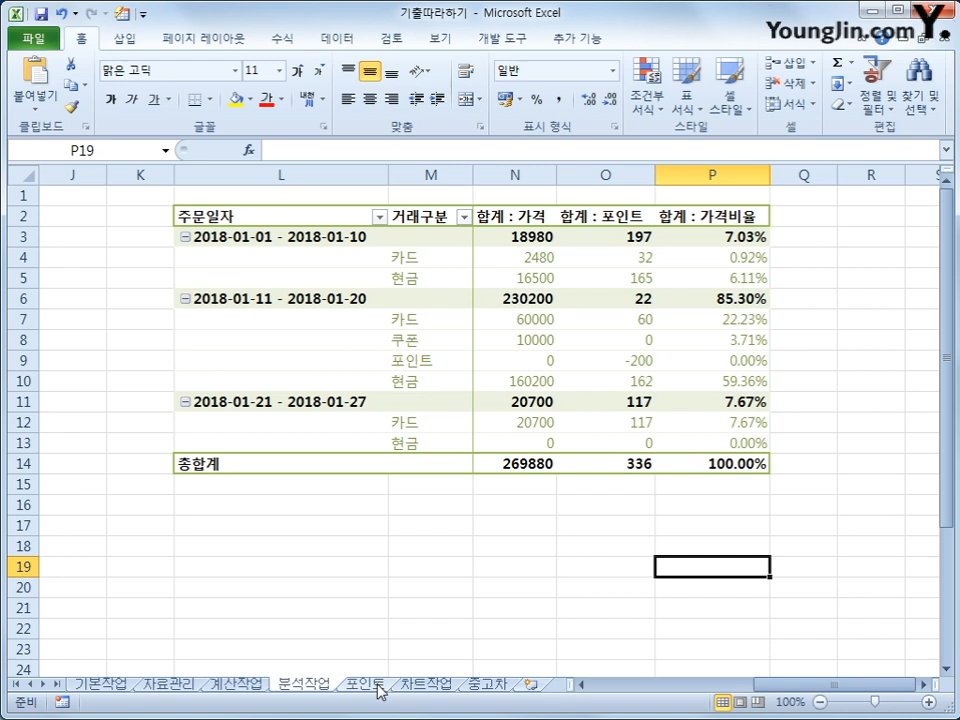 기출따라하기 - Microsoft Excel
Younglin.com Y.
파일 홈 삽입 페이지 레이아웃 수식 데이터 검토 보기 개발 도구 추가 기능
맑은 고딕 11 가 가 일반 삽입 Σ
붙여넣기 가 가 가 가 내천 % , 조건부 서식 표 서식 셀 스타일 삭제 서식 정렬 및 필터 찾기 및 선택
클립보드 글꼴 맞춤 표시 형식 스타일 셀 편집
P19 fx
J K L M N O P Q R S
1
2 주문일자 거래구분 합계 : 가격 합계 : 포인트 합계 : 가격비율
3 2018-01-01 - 2018-01-10 18980 197 7.03%
4 카드 2480 32 0.92%
5 현금 16500 165 6.11%
6 2018-01-11 - 2018-01-20 230200 22 85.30%
7 카드 60000 60 22.23%
8 쿠폰 10000 0 3.71%
9 포인트 0 -200 0.00%
10 현금 160200 162 59.36%
11 2018-01-21 - 2018-01-27 20700 117 7.67%
12 카드 20700 117 7.67%
13 현금 0 0 0.00%
14 총합계 269880 336 100.00%
15
16
17
18
19
20
21
22
23
24
기본작업 자료관리 계산작업 분석작업 포인트 차트작업 중고차
준비 100%